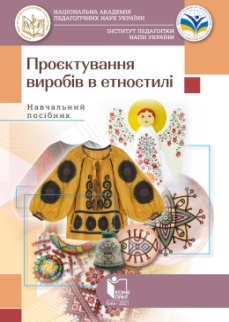 НАЦІОНАЛЬНА АКАДЕМІЯ
ПЕДАГОГІЧНИХ НАУК УКРАЇНИ
ІНСТИТУТ ПЕДАГОГІКИ
НАПН УКРАЇНИ
Проєктування
виробів в етностилі
Навчальний
посібник